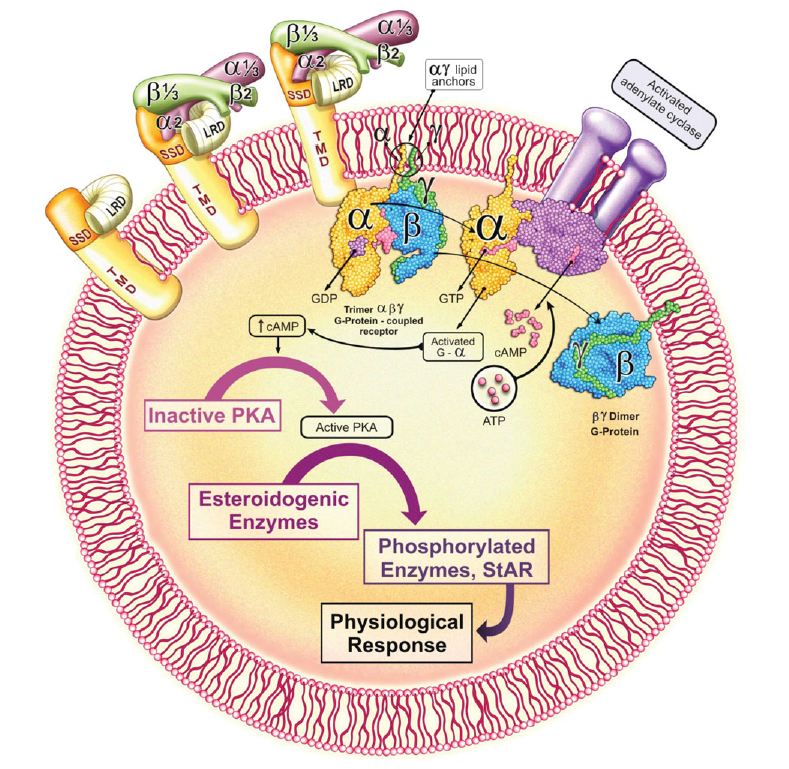 α⅓
β⅓
β2
α2
SSD
LRD
TMD
α⅓
β⅓
β2
α2
SSD
LRD
TMD
SSD
LRD
TMD
αγ lipid
anchors
Activated
adenylate cyclase
α
γ
α
β
γ
α
GDP
Trimer α βγ
G-Protein - coupled
receptor
GTP
Activated
G - α
cAMP
ATP
γ
β
βγ Dimer
G-Protein
↑ cAMP
Inactive PKA
Active PKA
Esteroidogenic
Enzymes
Phosphorylated
Enzymes, StAR
Physiological
Response